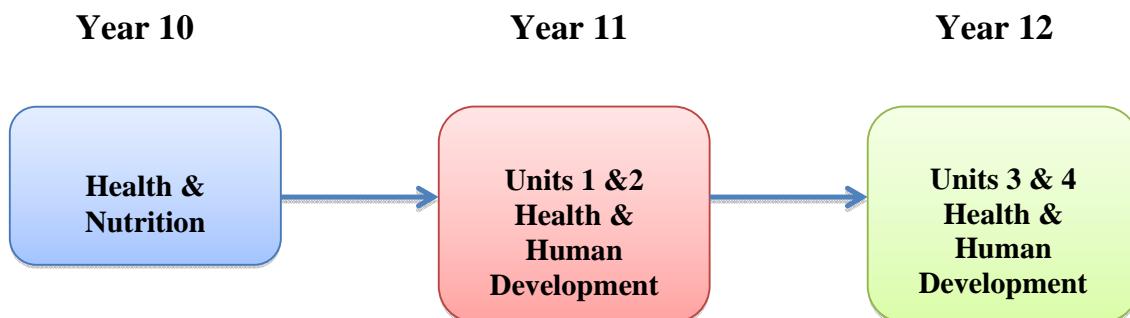 Year 10
Year 11
Year 12
Health &
Nutrition
Units 1 &2
Health &
Human
Development
Units 3 & 4
Health &
Human
Development